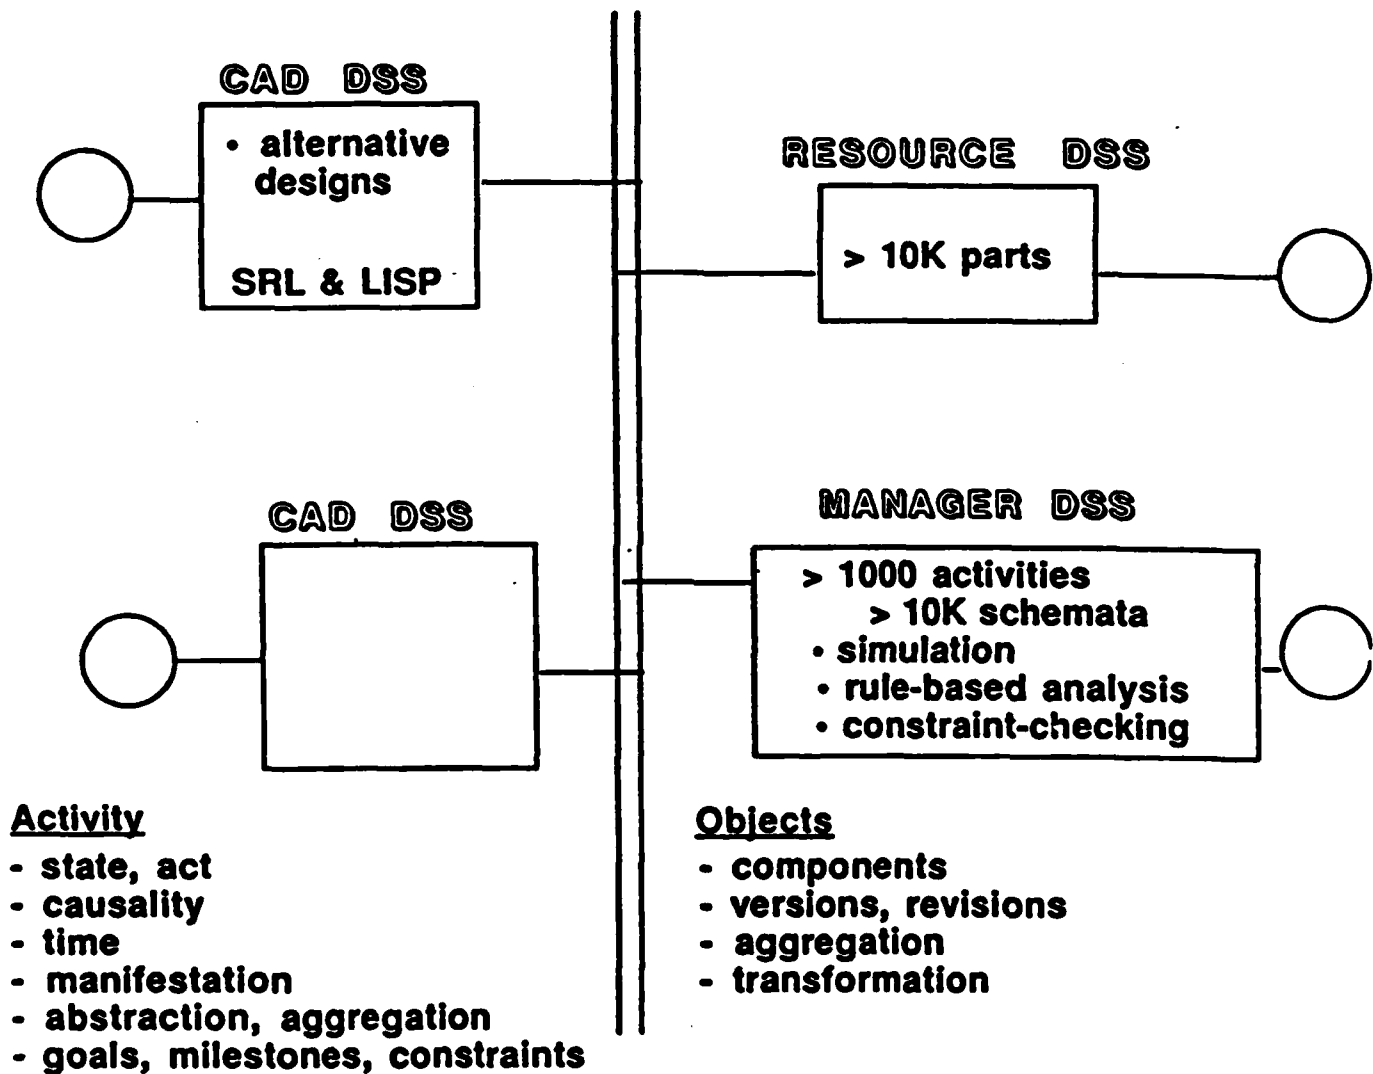 CAD DSS
• alternative
designs
SRL & LISP
RESOURCE DSS
> 10K parts
CAD DSS
MANAGER DSS
> 1000 activities
> 10K schemata
• simulation
• rule-based analysis
• constraint-checking
Activity
- state, act
- causality
- time
- manifestation
- abstraction, aggregation
- goals, milestones, constraints
Objects
- components
- versions, revisions
- aggregation
- transformation